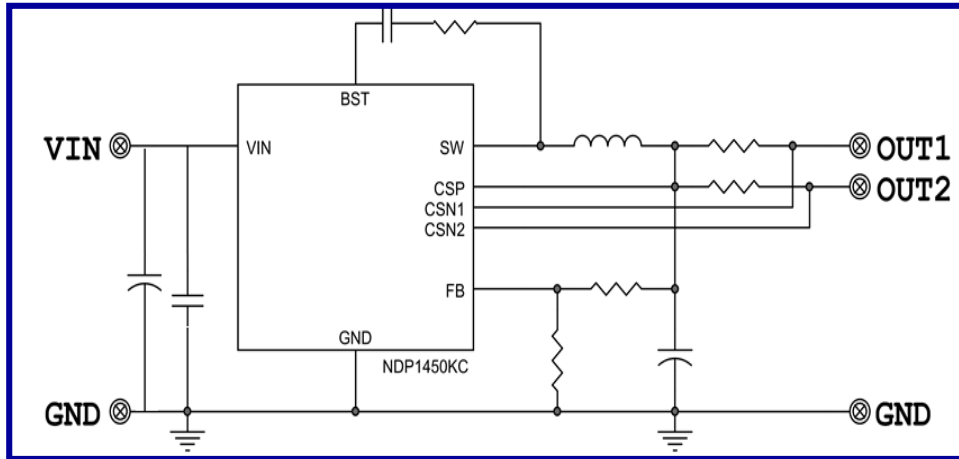 BST
VIN
VIN
SW
OUT1
CSP
OUT2
CSN1
CSN2
FB
GND
NDP1450KC
GND
GND